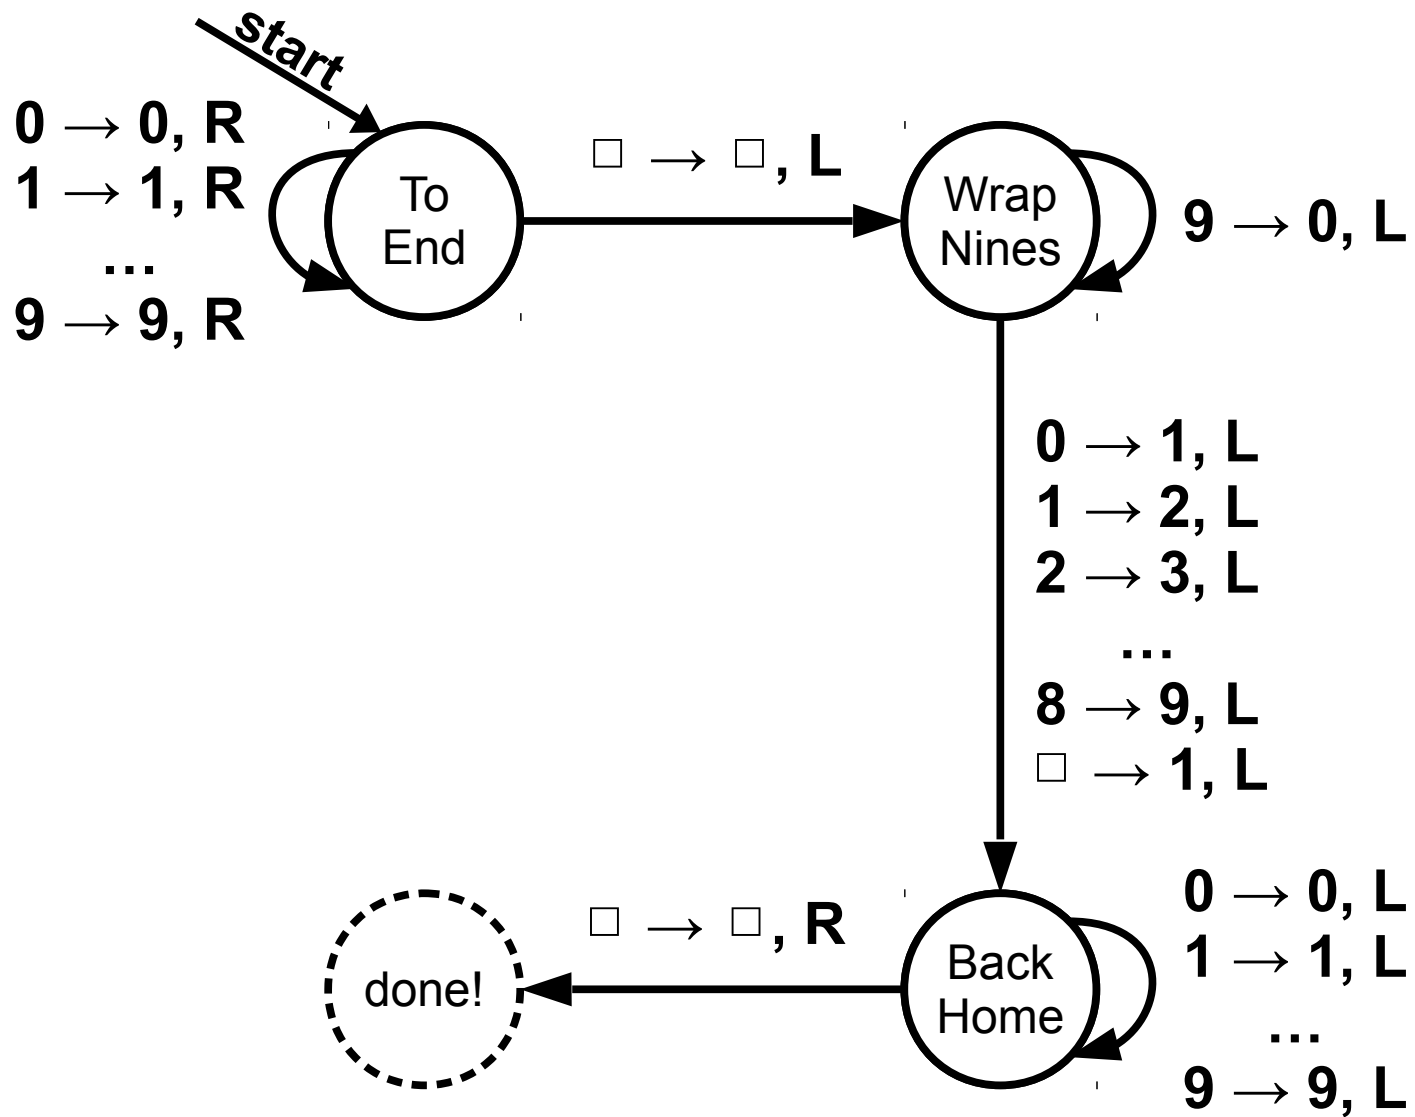 start
0 → 0, R
1 → 1, R
...
9 → 9, R
To
End
□ → □, L
Wrap
Nines
9 → 0, L
0 → 1, L
1 → 2, L
2 → 3, L
...
8 → 9, L
□ → 1, L
done!
□ → □, R
Back
Home
0 → 0, L
1 → 1, L
...
9 → 9, L